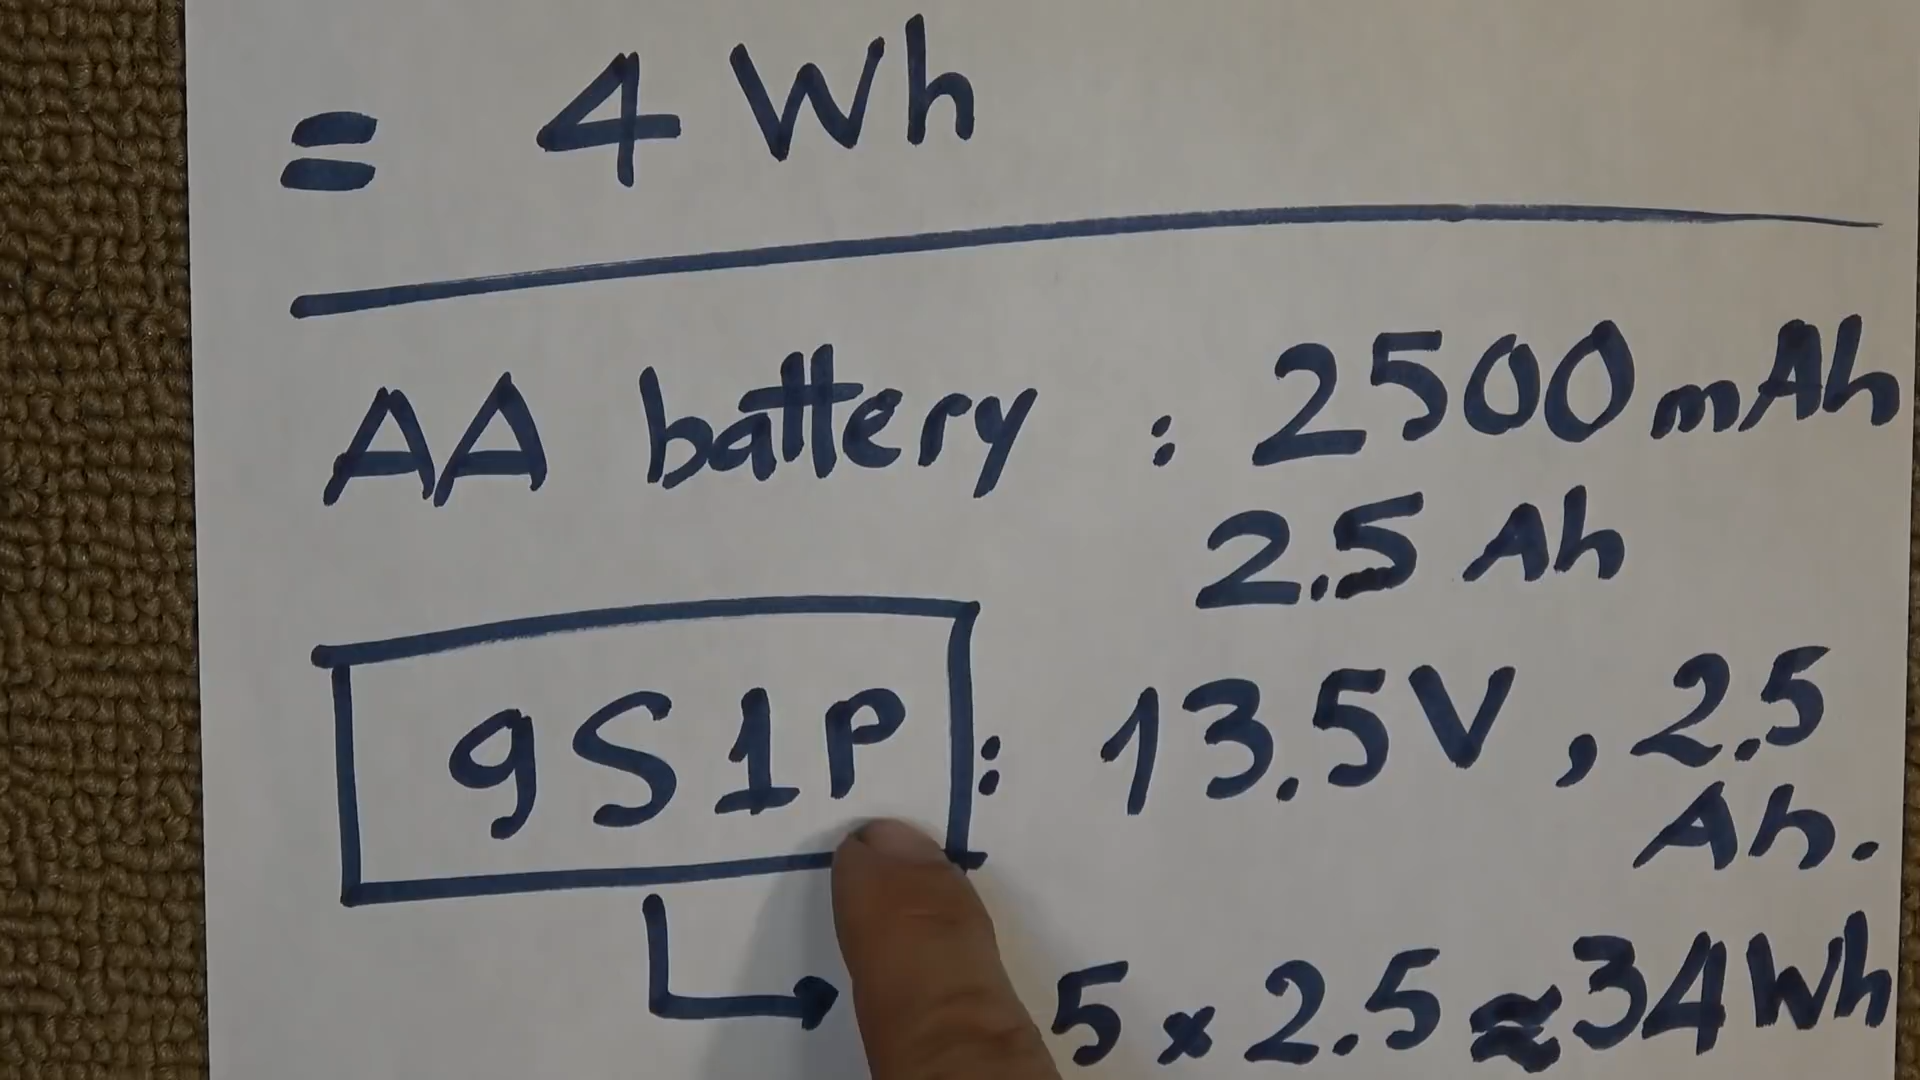 = 4 Wh
AA battery : 2500 mAh
2.5 Ah
9S1P : 13.5V, 2.5
Ah.
5 × 2.5 ≈ 34 Wh